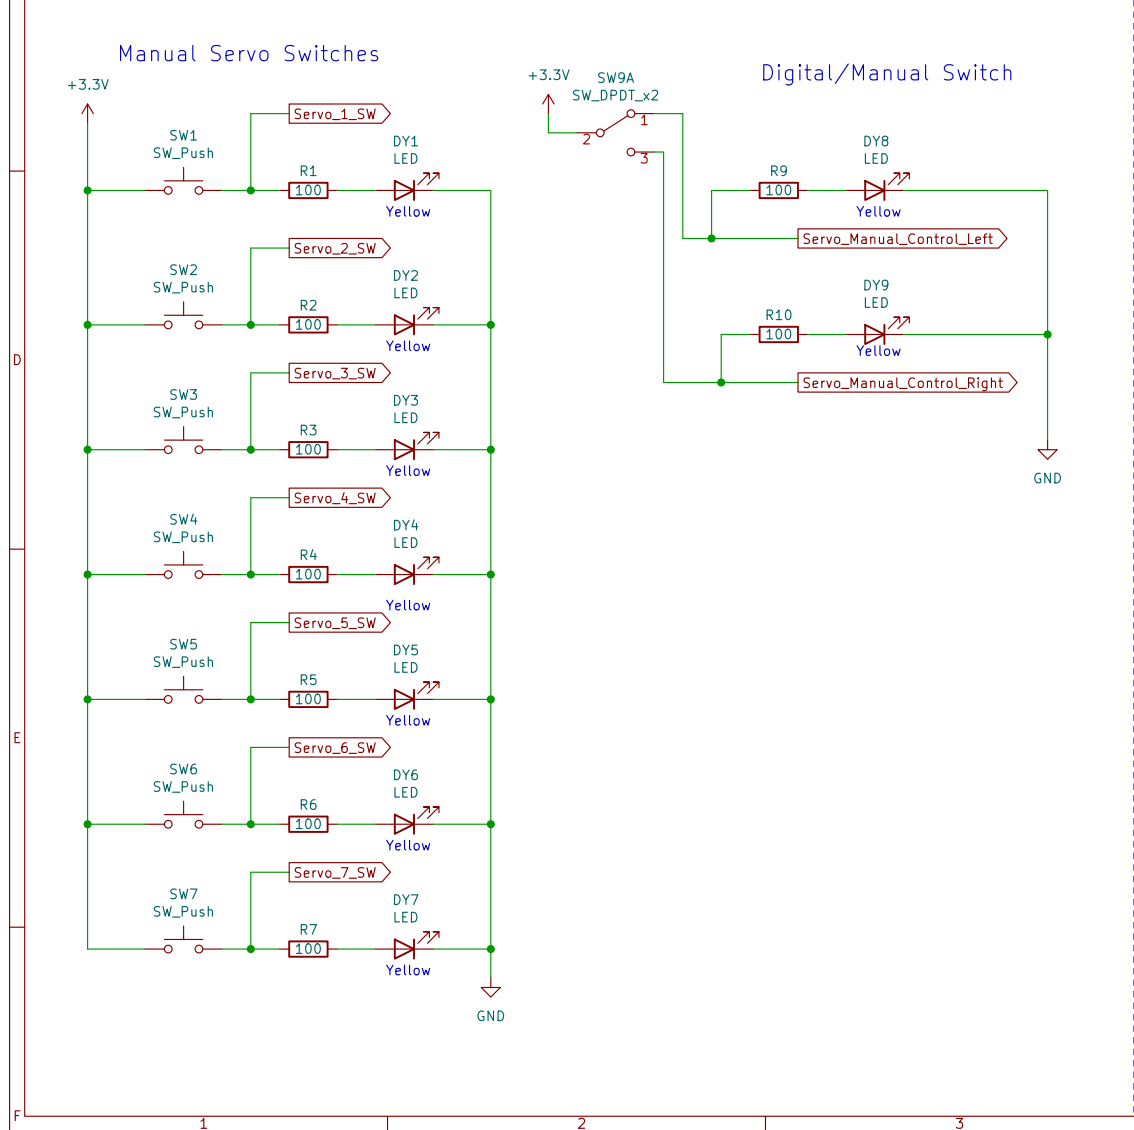 Manual Servo Switches
+3.3V
Servo_1_SW
SW1
SW_Push
R1
100
DY1
LED
Yellow
Servo_2_SW
SW2
SW_Push
R2
100
DY2
LED
Yellow
Servo_3_SW
SW3
SW_Push
R3
100
DY3
LED
Yellow
Servo_4_SW
SW4
SW_Push
R4
100
DY4
LED
Yellow
Servo_5_SW
SW5
SW_Push
R5
100
DY5
LED
Yellow
Servo_6_SW
SW6
SW_Push
R6
100
DY6
LED
Yellow
Servo_7_SW
SW7
SW_Push
R7
100
DY7
LED
Yellow
GND
Digital/Manual Switch
+3.3V
SW9A
SW_DPDT_x2
1
2
3
R9
100
DY8
LED
Yellow
Servo_Manual_Control_Left
R10
100
DY9
LED
Yellow
Servo_Manual_Control_Right
GND
D
E
F
1
2
3